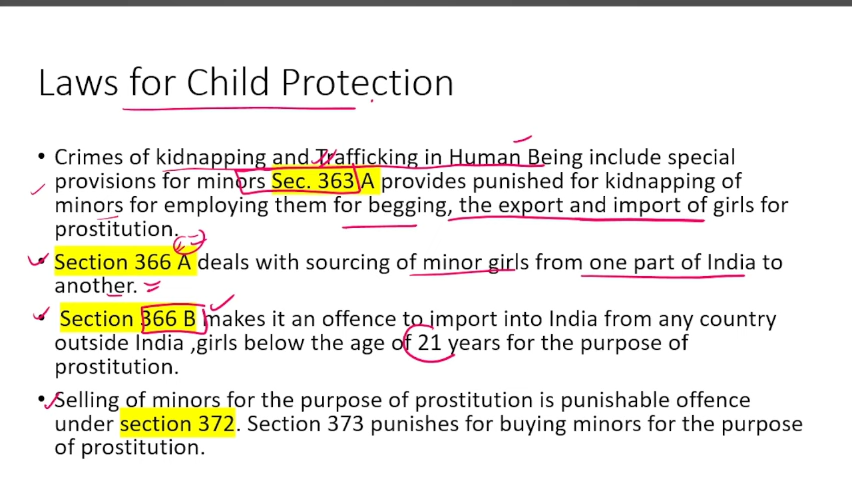 Laws for Child Protection
• Crimes of kidnapping and Trafficking in Human Being include special
provisions for minors Sec. 363 A provides punished for kidnapping of
minors for employing them for begging, the export and import of girls for
prostitution.
• Section 366 A deals with sourcing of minor girls from one part of India to
another.
• Section 366 B makes it an offence to import into India from any country
outside India ,girls below the age of 21 years for the purpose of
prostitution.
• Selling of minors for the purpose of prostitution is punishable offence
under section 372. Section 373 punishes for buying minors for the purpose
of prostitution.